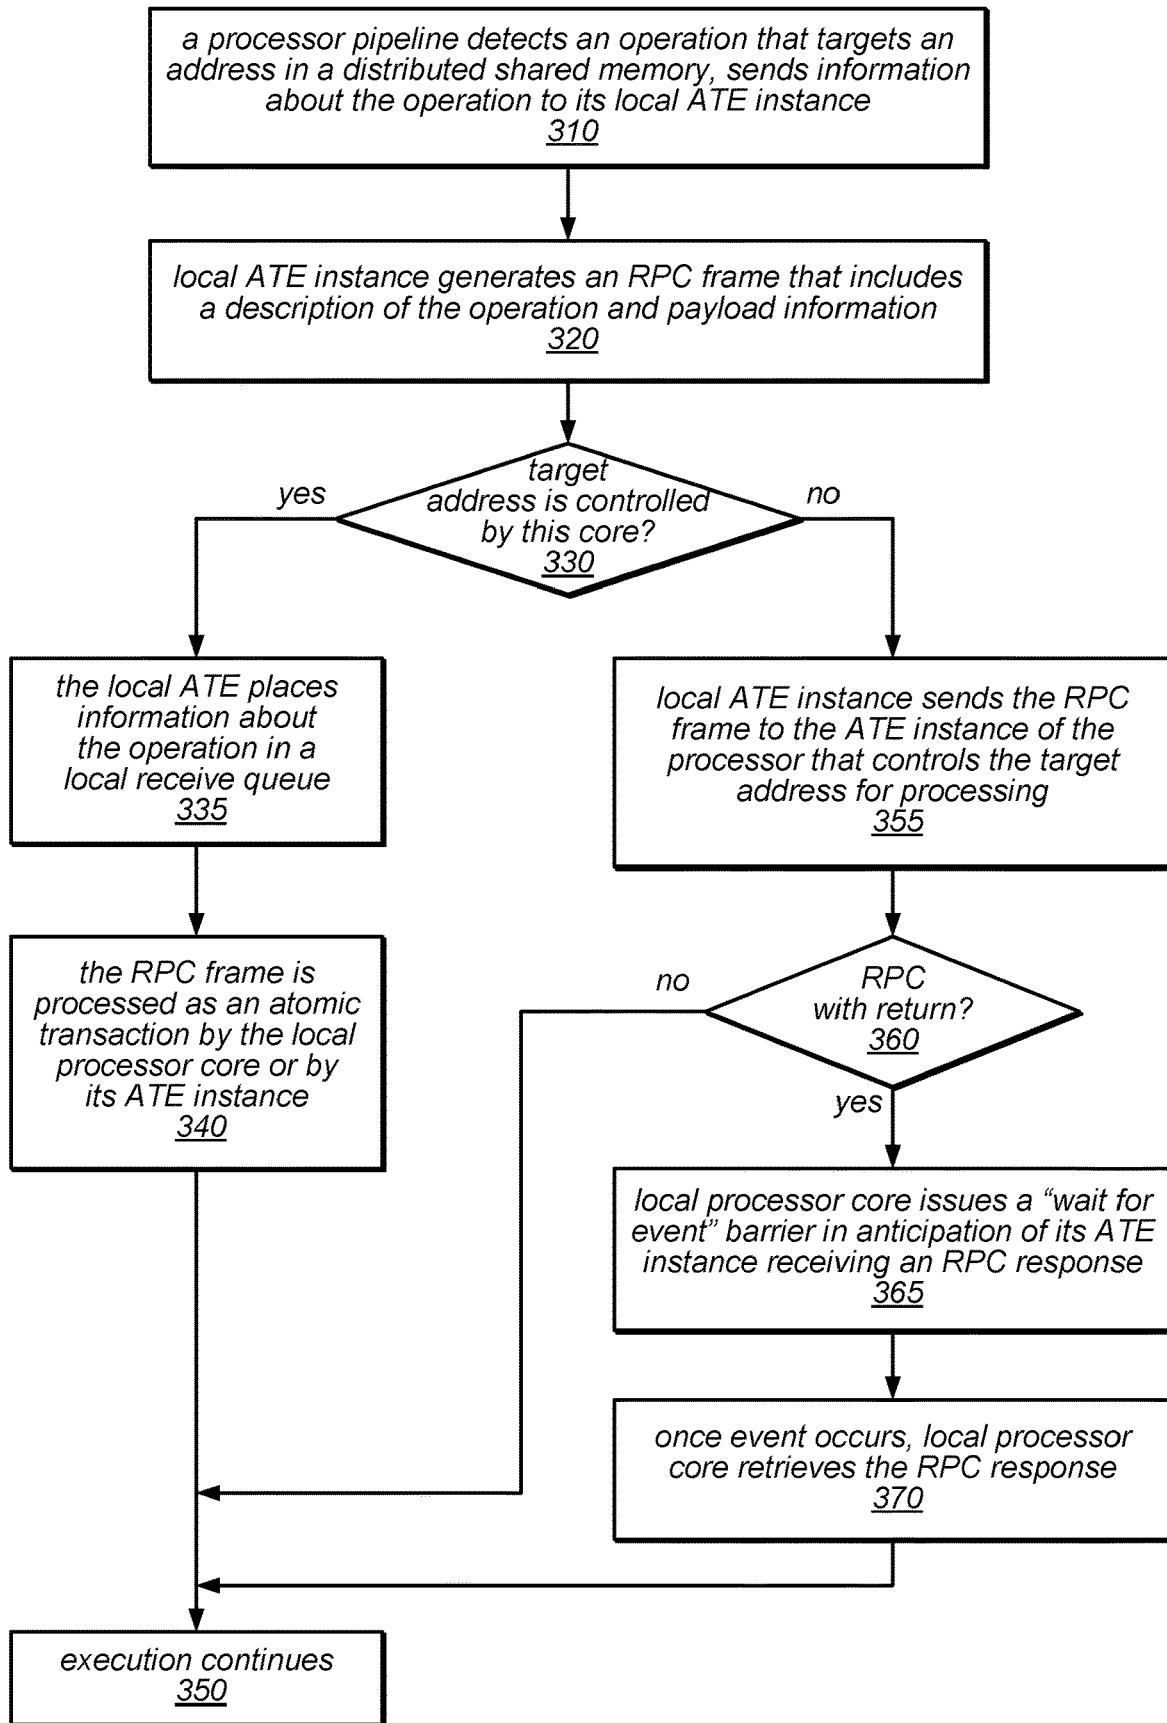 a processor pipeline detects an operation that targets an
address in a distributed shared memory, sends information
about the operation to its local ATE instance
310
local ATE instance generates an RPC frame that includes
a description of the operation and payload information
320
target
address is controlled
by this core?
330
yes
no
the local ATE places
information about
the operation in a
local receive queue
335
local ATE instance sends the RPC
frame to the ATE instance of the
processor that controls the target
address for processing
355
the RPC frame is
processed as an atomic
transaction by the local
processor core or by
its ATE instance
340
RPC
with return?
360
no
yes
local processor core issues a “wait for
event” barrier in anticipation of its ATE
instance receiving an RPC response
365
once event occurs, local processor
core retrieves the RPC response
370
execution continues
350